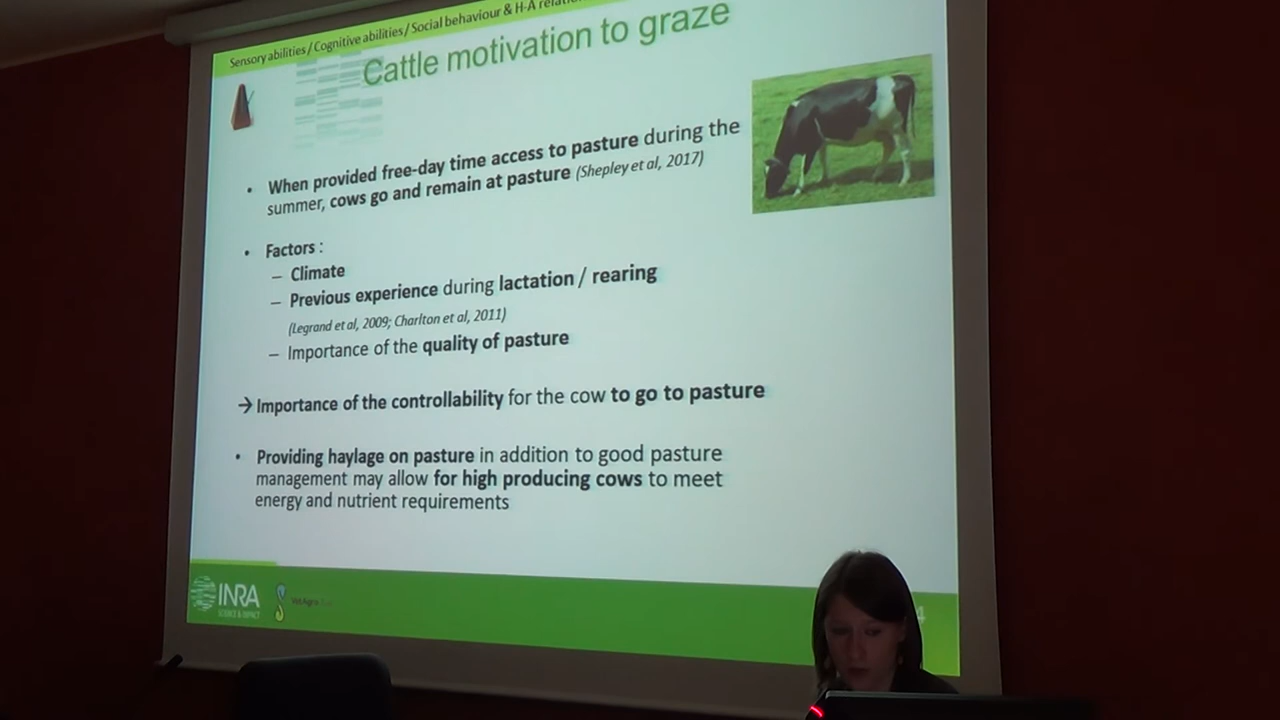 Sensory abilities / Cognitive abilities / Social behaviour & H-A
Cattle motivation to graze
• When provided free-day time access to pasture during the
summer, cows go and remain at pasture (Shepley et al, 2017)
• Factors :
– Climate
– Previous experience during lactation / rearing
(Legrand et al, 2009; Charlton et al, 2011)
– Importance of the quality of pasture
→ Importance of the controllability for the cow to go to pasture
• Providing haylage on pasture in addition to good pasture
management may allow for high producing cows to meet
energy and nutrient requirements
INRA
SCIENCE & IMPACT